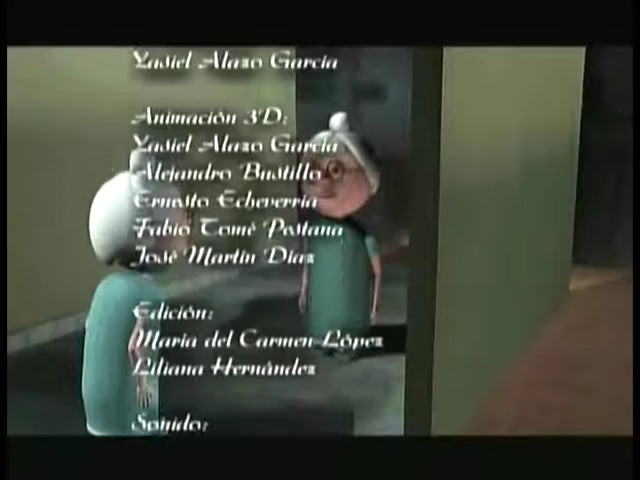 Yasiel Alazo García
Animación 3D:
Yasiel Alazo García
Alejandro Bustillo
Ernesto Echeverría
Fabio Tomé Pestana
José Martín Díaz
Edición:
María del Carmen López
Liliana Hernández
Sonido: